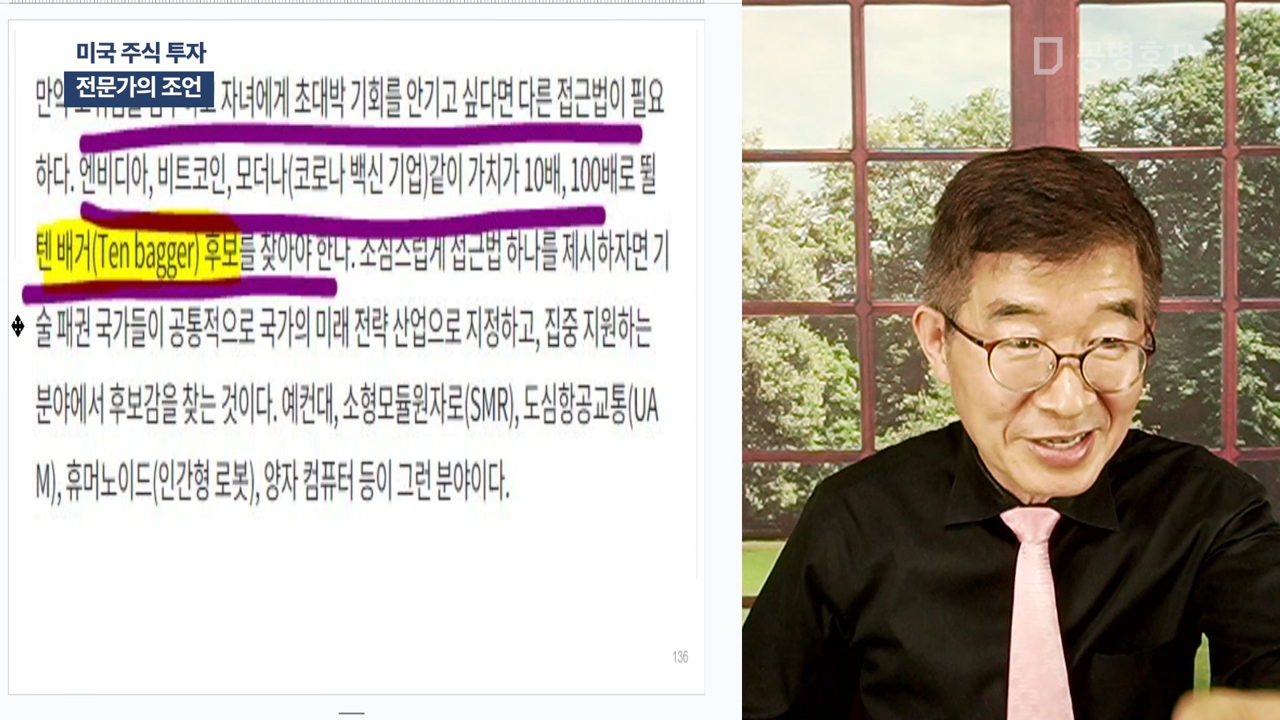 미국 주식 투자
전문가의 조언
만약 자녀에게 초대박 기회를 안기고 싶다면 다른 접근법이 필요
하다. 엔비디아, 비트코인, 모더나(코로나 백신 기업)같이 가치가 10배, 100배로 뛸
텐 배거(Ten bagger) 후보를 찾아야 한다. 조심스럽게 접근법 하나를 제시하자면 기
술 패권 국가들이 공통적으로 국가의 미래 전략 산업으로 지정하고, 집중 지원하는
분야에서 후보감을 찾는 것이다. 예컨대, 소형모듈원자로(SMR), 도심항공교통(UA
M), 휴머노이드(인간형 로봇), 양자 컴퓨터 등이 그런 분야이다.
136
공병호TV